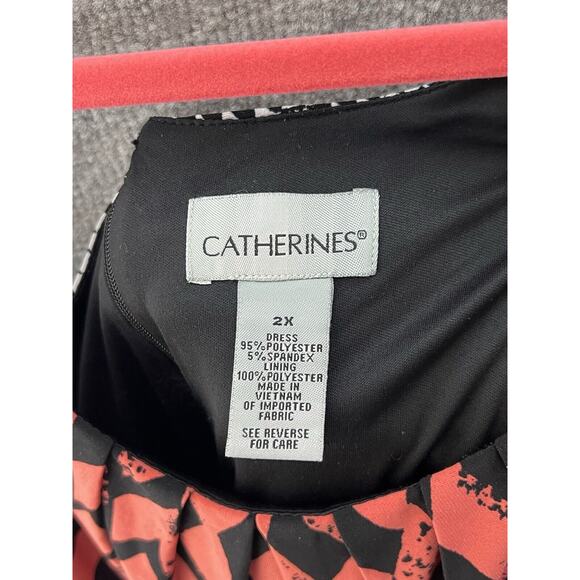 CATHERINES®
2X
DRESS
95%POLYESTER
5%SPANDEX
LINING
100%POLYESTER
MADE IN
VIETNAM
OF IMPORTED
FABRIC
SEE REVERSE
FOR CARE